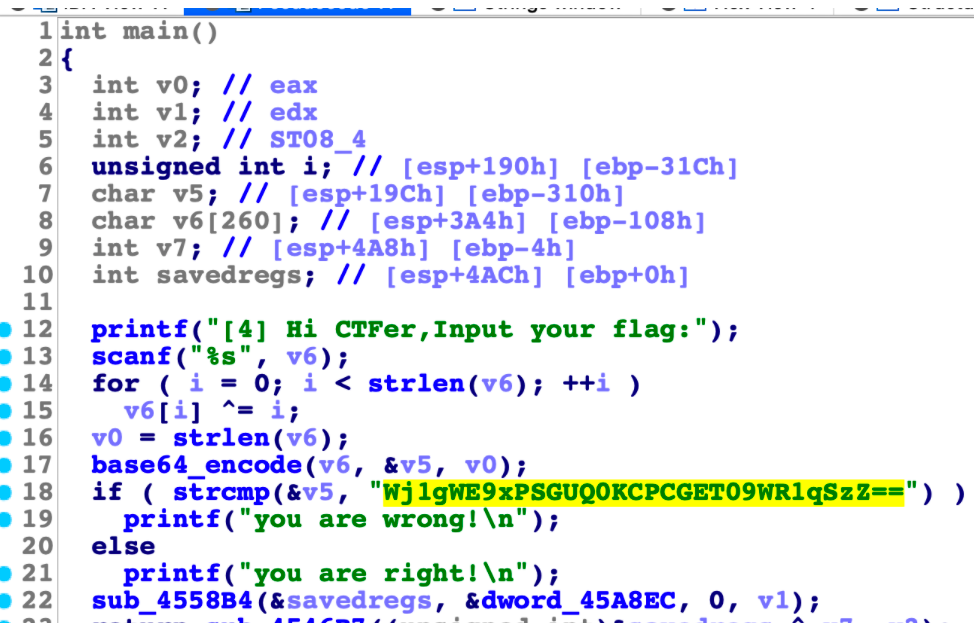 1 int main()
2 {
3 int v0; // eax
4 int v1; // edx
5 int v2; // ST08_4
6 unsigned int i; // [esp+190h] [ebp-31Ch]
7 char v5; // [esp+19Ch] [ebp-310h]
8 char v6[260]; // [esp+3A4h] [ebp-108h]
9 int v7; // [esp+4A8h] [ebp-4h]
10 int savedregs; // [esp+4ACh] [ebp+0h]
11
12 printf("[4] Hi CTFer,Input your flag:");
13 scanf("%s", v6);
14 for ( i = 0; i < strlen(v6); ++i )
15 v6[i] ^= i;
16 v0 = strlen(v6);
17 base64_encode(v6, &v5, v0);
18 if ( strcmp(&v5, "Wj1gWE9xPSGUQ0KCPCGET09WR1qSzZ==") )
19 printf("you are wrong!\n");
20 else
21 printf("you are right!\n");
22 sub_4558B4(&savedregs, &dword_45A8EC, 0, v1);